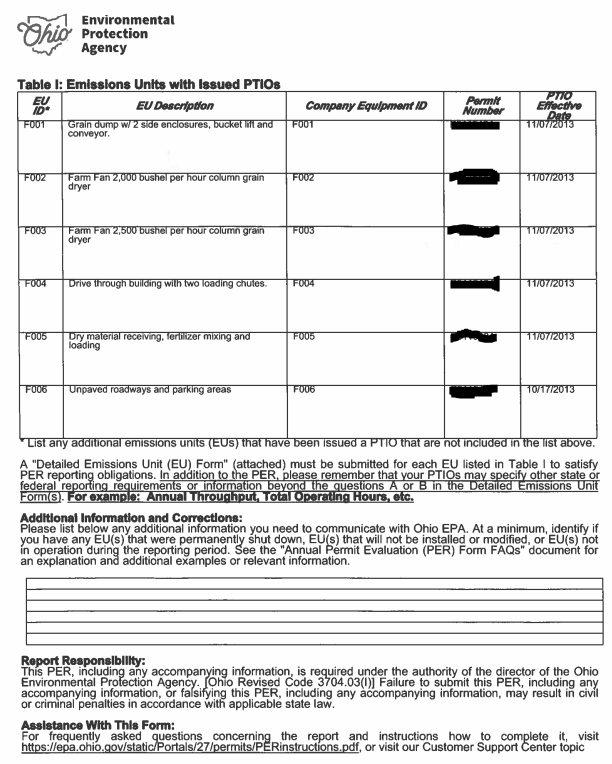 Ohio
Environmental
Protection
Agency
Table I: Emissions Units with Issued PTIOs
EU ID* EU Description Company Equipment ID Permit Number PTIO Effective Date
F001 Grain dump w/ 2 side enclosures, bucket lift and conveyor. F001 11/07/2013
F002 Farm Fan 2,000 bushel per hour column grain dryer F002 11/07/2013
F003 Farm Fan 2,500 bushel per hour column grain dryer F003 11/07/2013
F004 Drive through building with two loading chutes. F004 11/07/2013
F005 Dry material receiving, fertilizer mixing and loading F005 11/07/2013
F006 Unpaved roadways and parking areas F006 10/17/2013
* List any additional emissions units (EUs) that have been issued a PTIO that are not included in the list above.
A "Detailed Emissions Unit (EU) Form" (attached) must be submitted for each EU listed in Table I to satisfy
PER reporting obligations. In addition to the PER, please remember that your PTIOs may specify other state or
federal reporting requirements or information beyond the questions A or B in the Detailed Emissions Unit
Form(s). For example: Annual Throughput, Total Operating Hours, etc.
Additional Information and Corrections:
Please list below any additional information you need to communicate with Ohio EPA. At a minimum, identify if
you have any EU(s) that were permanently shut down, EU(s) that will not be installed or modified, or EU(s) not
in operation during the reporting period. See the "Annual Permit Evaluation (PER) Form FAQs" document for
an explanation and additional examples or relevant information.
Report Responsibility:
This PER, including any accompanying information, is required under the authority of the director of the Ohio
Environmental Protection Agency. [Ohio Revised Code 3704.03(I)] Failure to submit this PER, including any
accompanying information, or falsifying this PER, including any accompanying information, may result in civil
or criminal penalties in accordance with applicable state law.
Assistance With This Form:
For frequently asked questions concerning the report and instructions how to complete it, visit
https://epa.ohio.gov/static/Portals/27/permits/PERinstructions.pdf, or visit our Customer Support Center topic